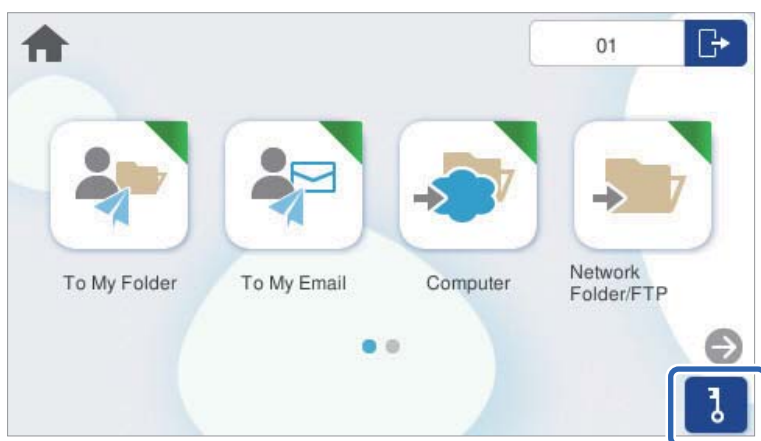 01
To My Folder
To My Email
Computer
Network
Folder/FTP